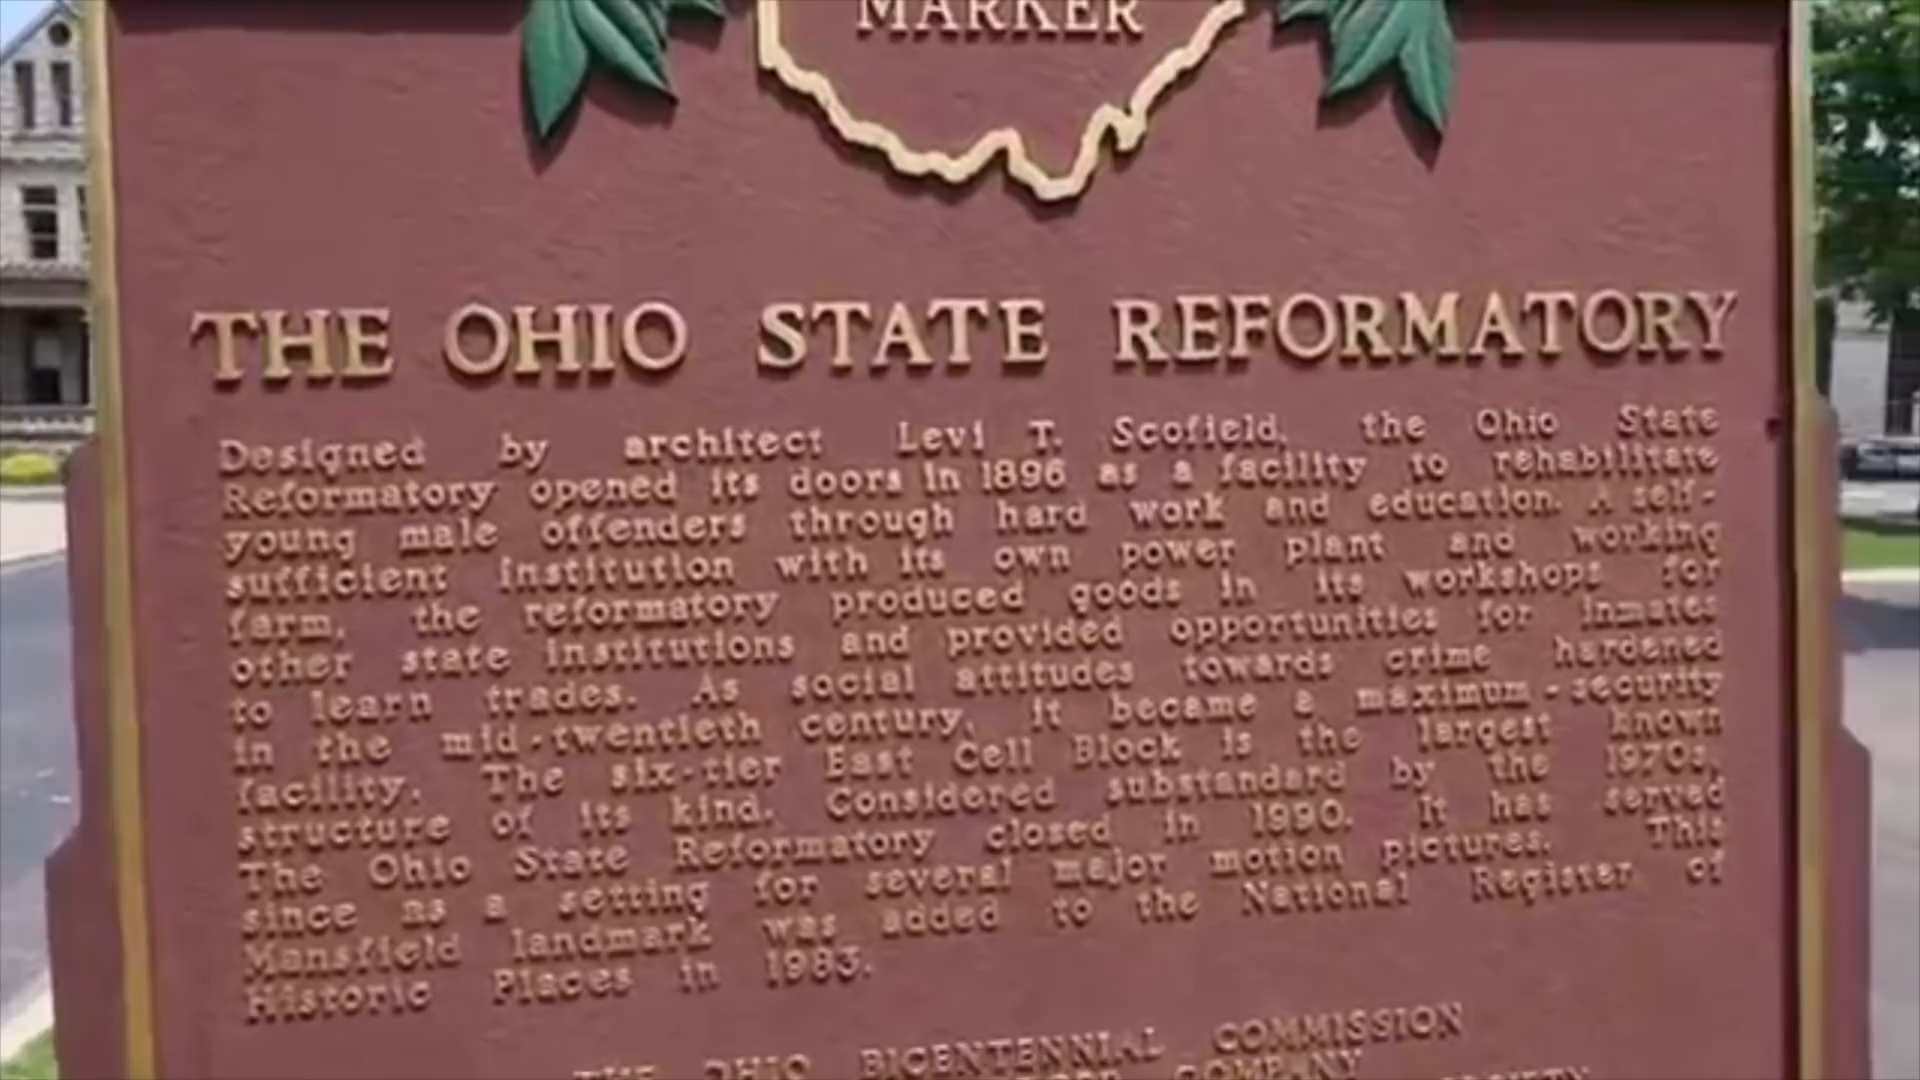 MARKER
THE OHIO STATE REFORMATORY
Designed by architect Levi T. Scofield, the Ohio State
Reformatory opened its doors in 1896 as a facility to rehabilitate
young male offenders through hard work and education. A self-
sufficient institution with its own power plant and working
farm, the reformatory produced goods in its workshops for
other state institutions and provided opportunities for inmates
to learn trades. As social attitudes towards crime hardened
in the mid-twentieth century, it became a maximum-security
facility. The six-tier East Cell Block is the largest known
structure of its kind. Considered substandard by the 1970s,
The Ohio State Reformatory closed in 1990. It has served
since as a setting for several major motion pictures. This
Mansfield landmark was added to the National Register of
Historic Places in 1983.
THE OHIO BICENTENNIAL COMMISSION
COMPANY